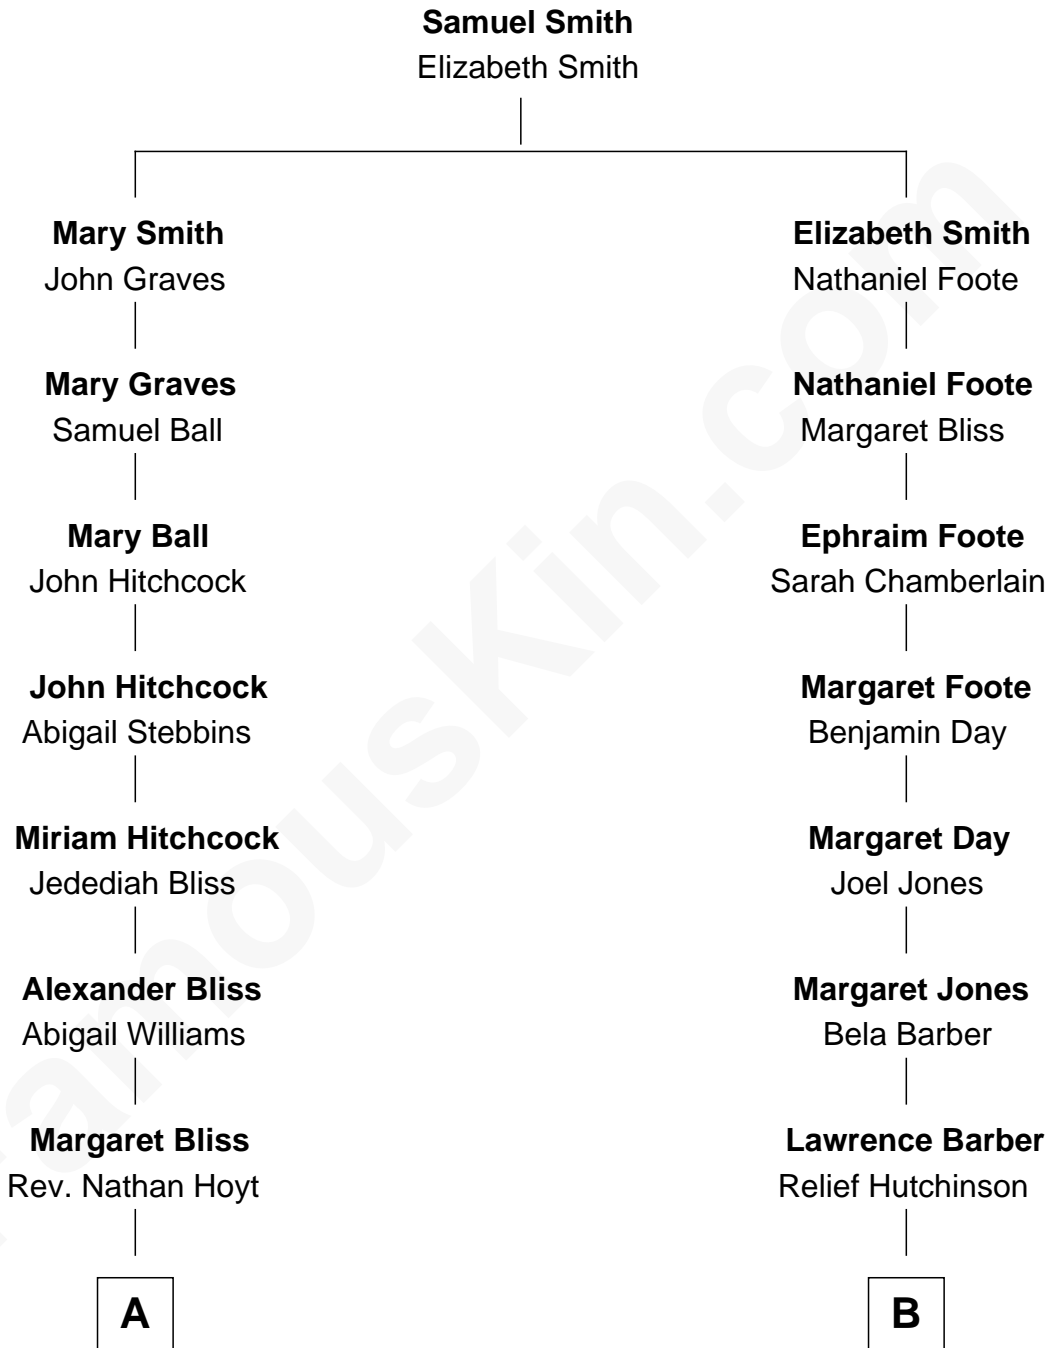 Samuel Smith
Elizabeth Smith
Mary Smith
John Graves
Elizabeth Smith
Nathaniel Foote
Mary Graves
Samuel Ball
Nathaniel Foote
Margaret Bliss
Mary Ball
John Hitchcock
Ephraim Foote
Sarah Chamberlain
John Hitchcock
Abigail Stebbins
Margaret Foote
Benjamin Day
Miriam Hitchcock
Jedediah Bliss
Margaret Day
Joel Jones
Alexander Bliss
Abigail Williams
Margaret Jones
Bela Barber
Margaret Bliss
Rev. Nathan Hoyt
Lawrence Barber
Relief Hutchinson
A
B
FamousKin.com